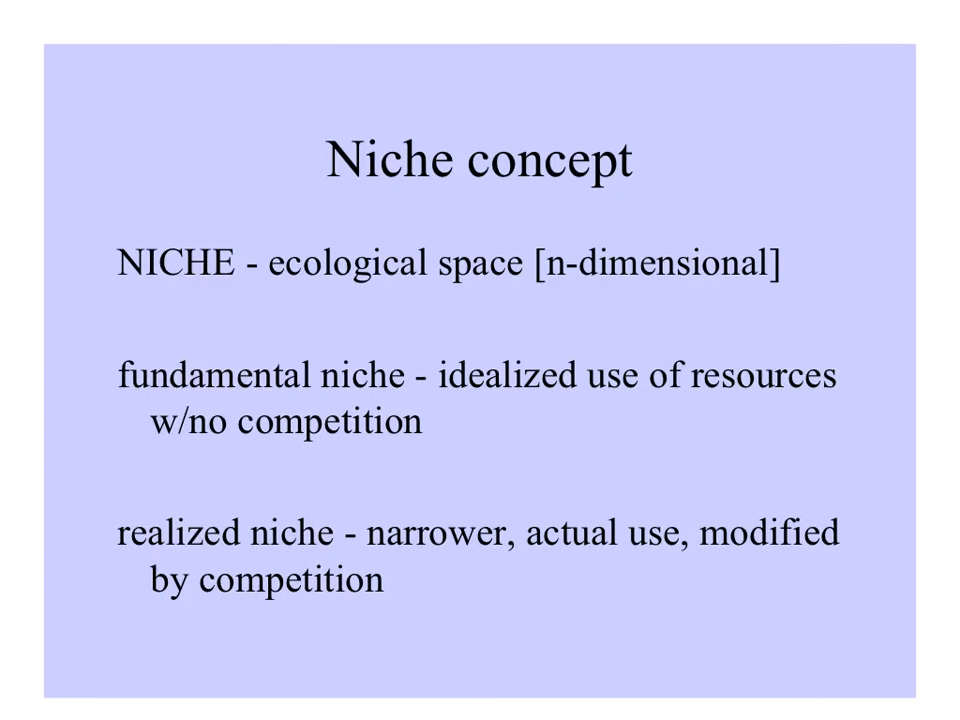 Niche concept
NICHE - ecological space [n-dimensional]
fundamental niche - idealized use of resources
w/no competition
realized niche - narrower, actual use, modified
by competition